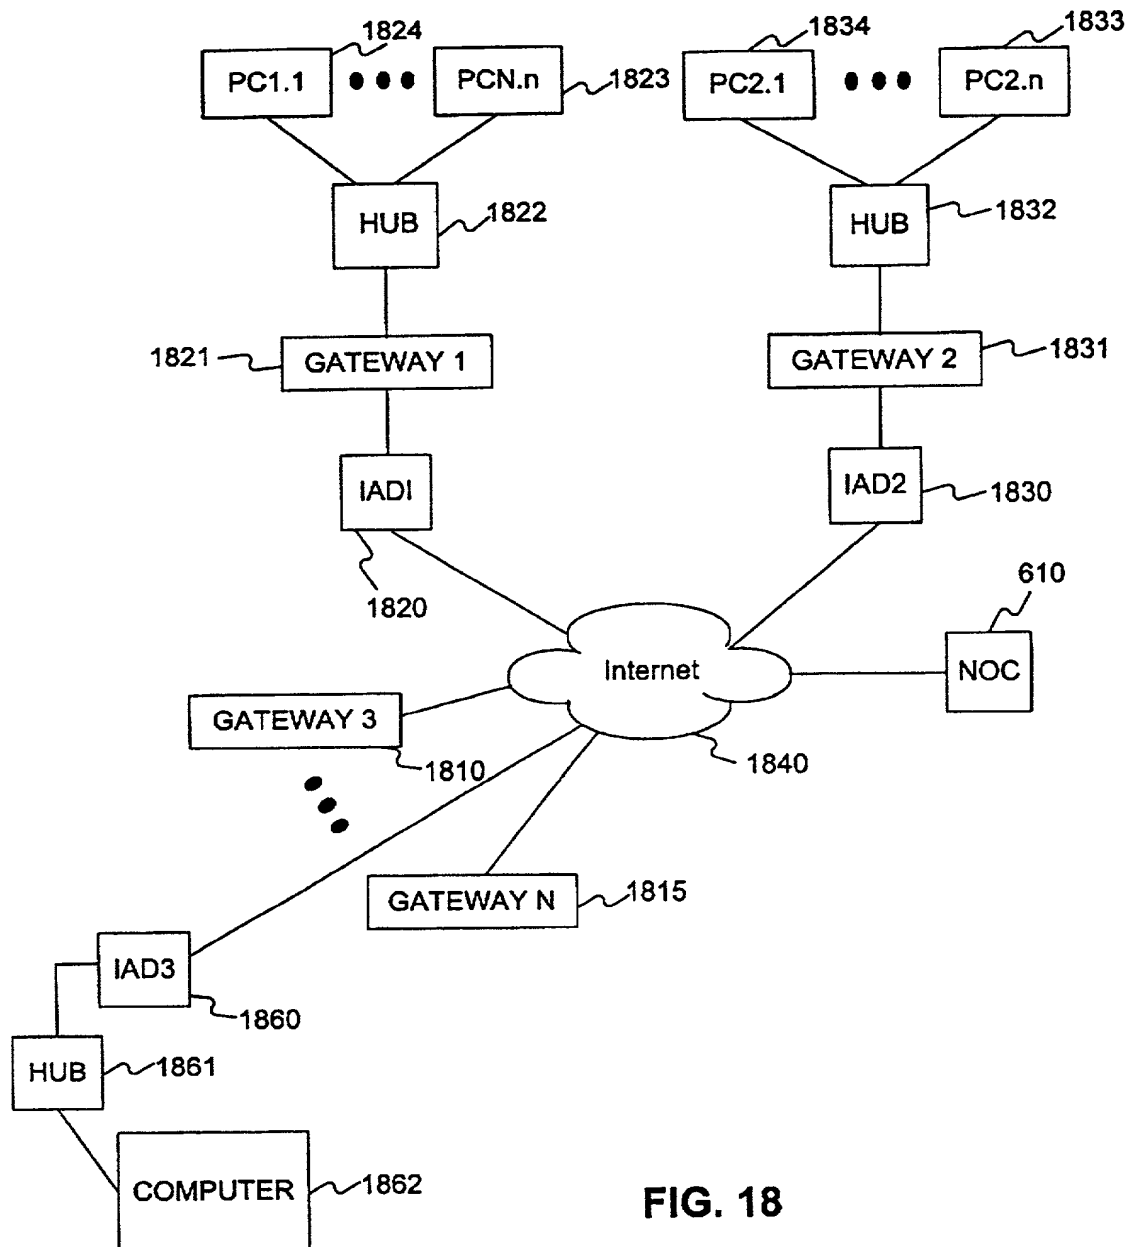 1824
1834
1833
PC1.1
PCN.n
1823
PC2.1
PC2.n
HUB
1822
HUB
1832
1821
GATEWAY 1
GATEWAY 2
1831
IADI
IAD2
1830
1820
610
Internet
NOC
GATEWAY 3
1810
1840
GATEWAY N
1815
IAD3
1860
HUB
1861
COMPUTER
1862
FIG. 18